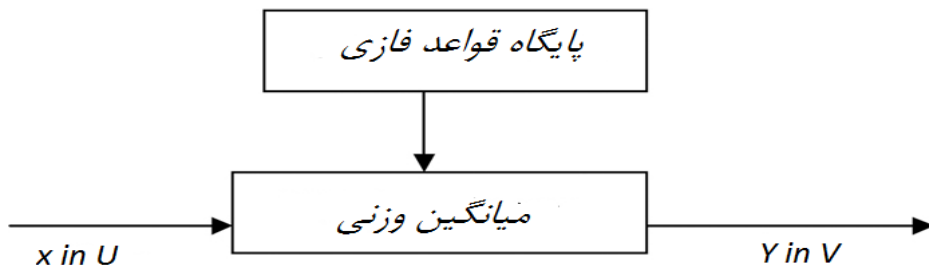 پایگاه قواعد فازی
میانگین وزنی
x in U
Y in V